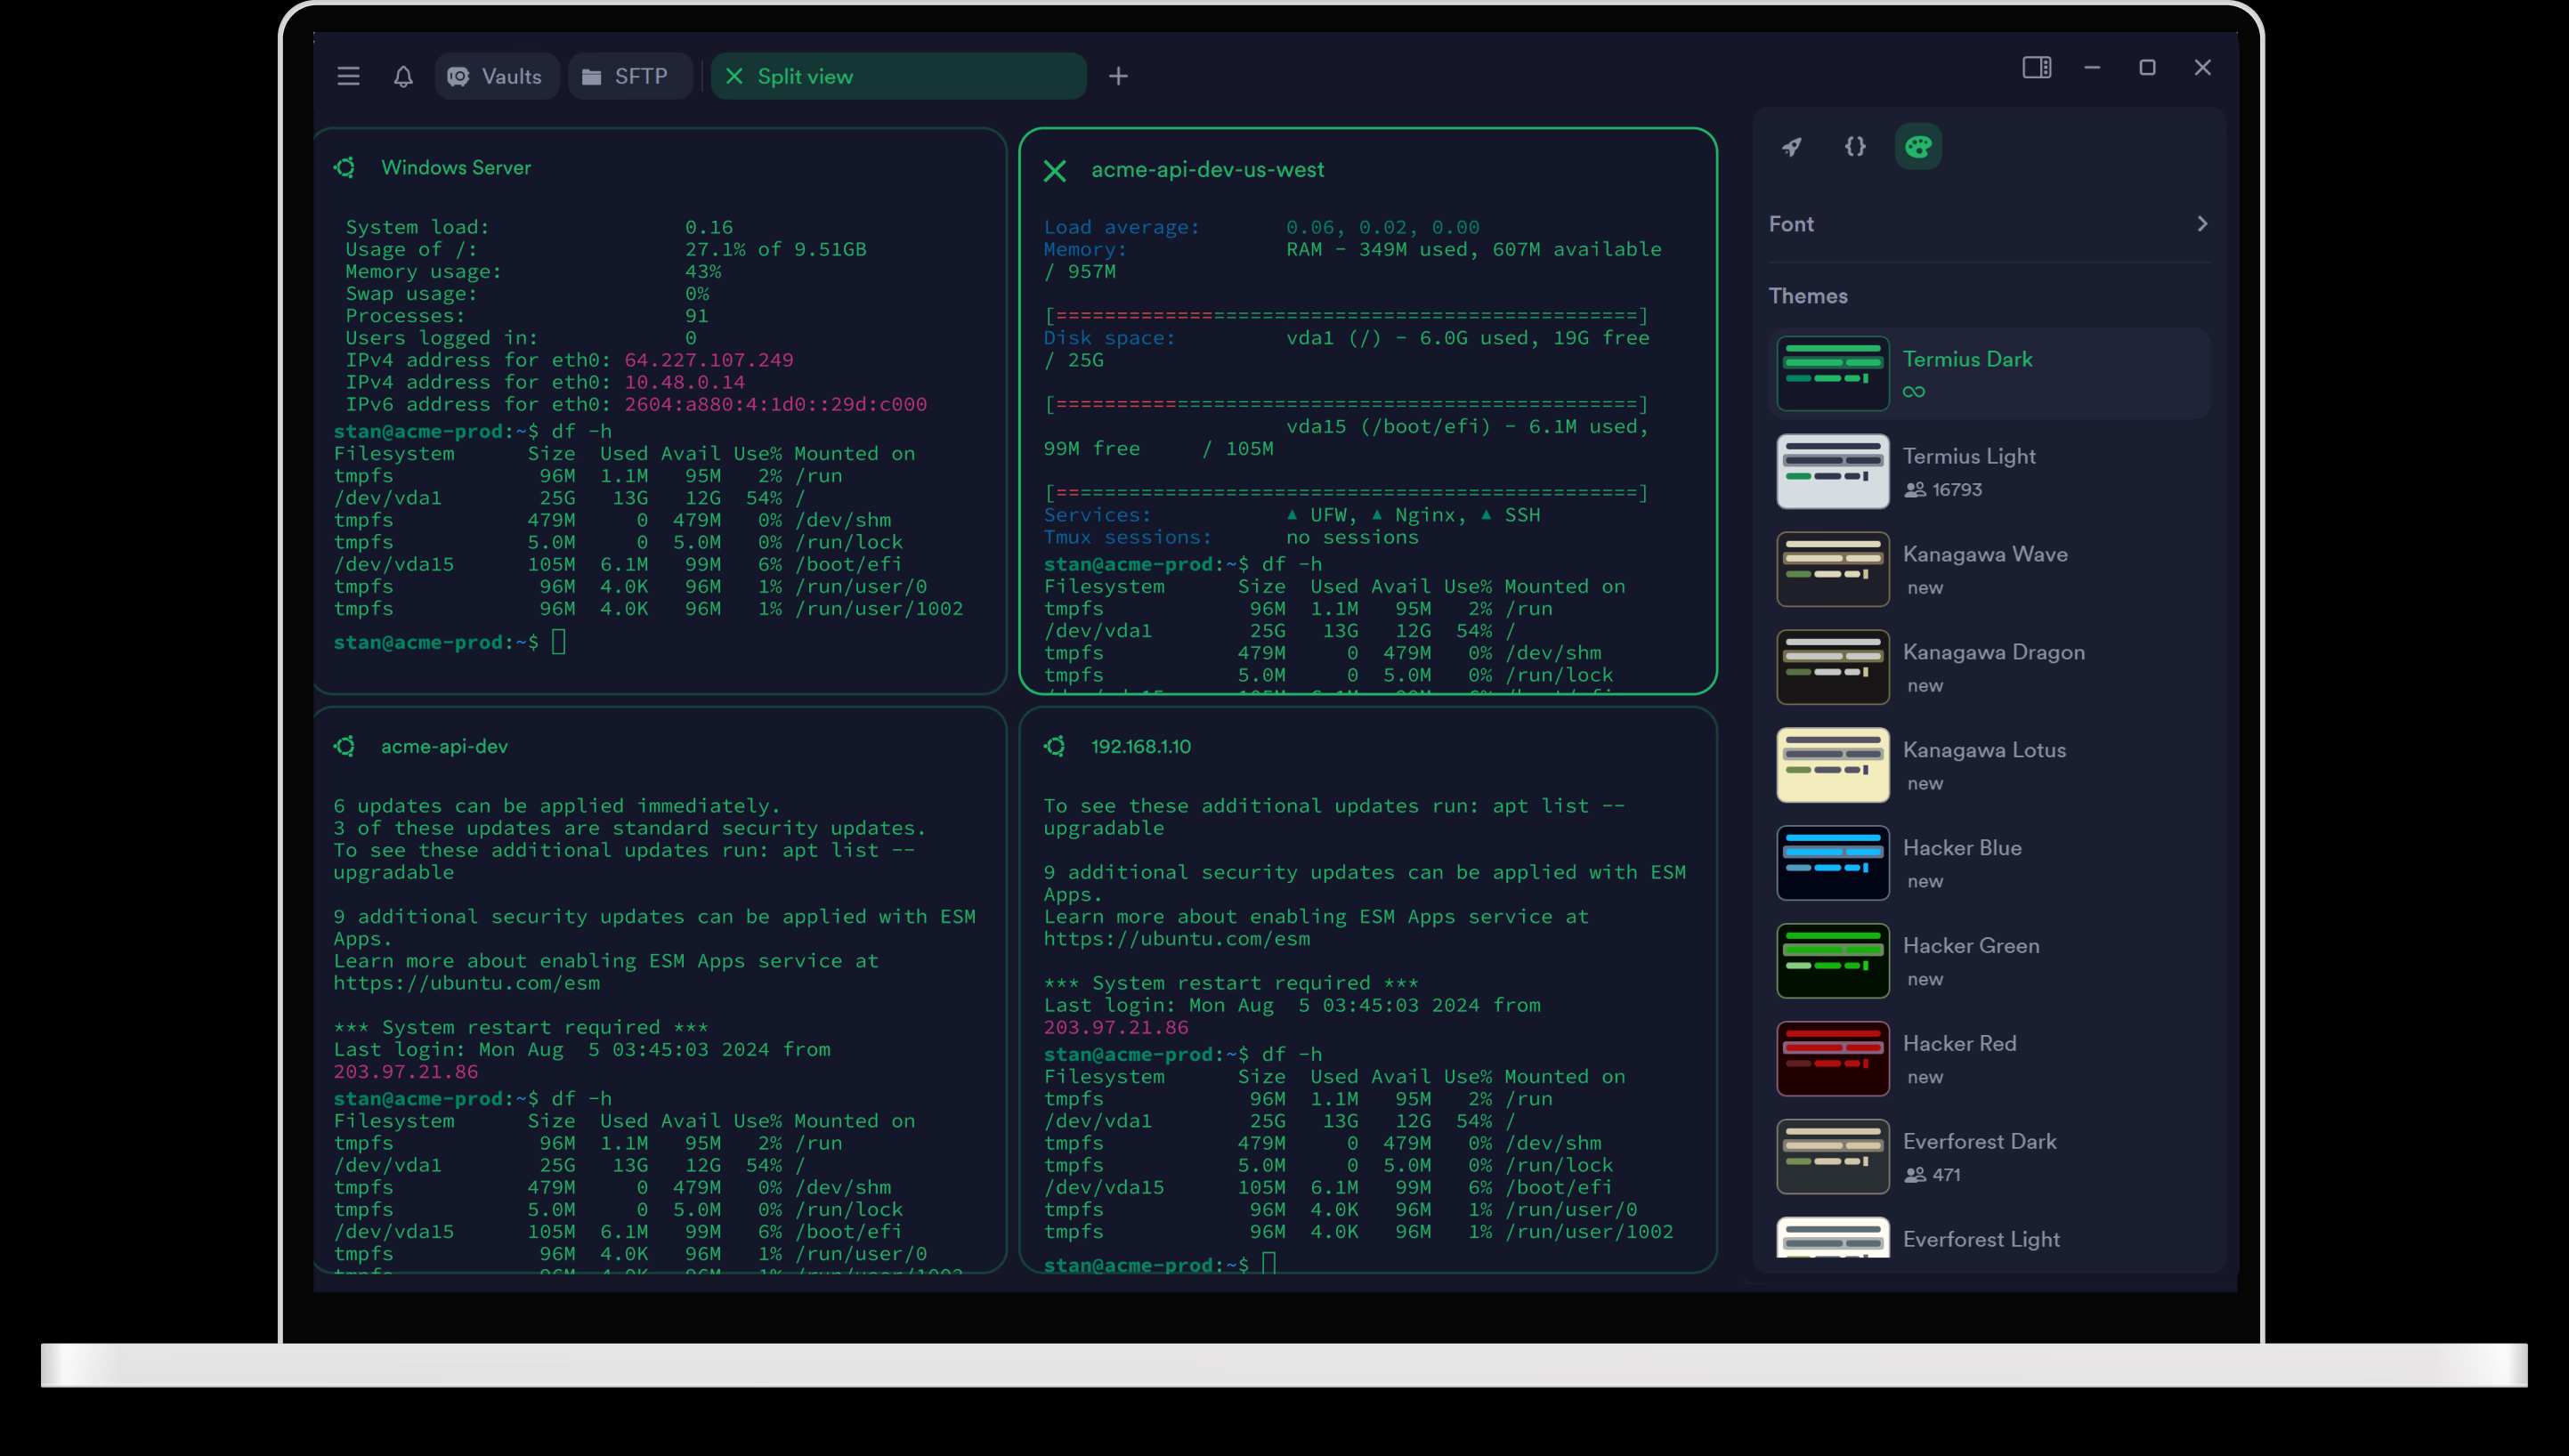 Vaults
SFTP
Split view
Windows Server
System load: 0.16
Usage of /: 27.1% of 9.51GB
Memory usage: 43%
Swap usage: 0%
Processes: 91
Users logged in: 0
IPv4 address for eth0: 64.227.107.249
IPv4 address for eth0: 10.48.0.14
IPv6 address for eth0: 2604:a880:4:1d0::29d:c000
stan@acme-prod:~$ df -h
Filesystem Size Used Avail Use% Mounted on
tmpfs 96M 1.1M 95M 2% /run
/dev/vda1 25G 13G 12G 54% /
tmpfs 479M 0 479M 0% /dev/shm
tmpfs 5.0M 0 5.0M 0% /run/lock
/dev/vda15 105M 6.1M 99M 6% /boot/efi
tmpfs 96M 4.0K 96M 1% /run/user/0
tmpfs 96M 4.0K 96M 1% /run/user/1002
stan@acme-prod:~$
acme-api-dev-us-west
Load average: 0.06, 0.02, 0.00
Memory: RAM - 349M used, 607M available
/ 957M
[================================================]
Disk space: vda1 (/) - 6.0G used, 19G free
/ 25G
[================================================]
vda15 (/boot/efi) - 6.1M used,
99M free / 105M
[================================================]
Services: ▲ UFW, ▲ Nginx, ▲ SSH
Tmux sessions: no sessions
stan@acme-prod:~$ df -h
Filesystem Size Used Avail Use% Mounted on
tmpfs 96M 1.1M 95M 2% /run
/dev/vda1 25G 13G 12G 54% /
tmpfs 479M 0 479M 0% /dev/shm
tmpfs 5.0M 0 5.0M 0% /run/lock
acme-api-dev
6 updates can be applied immediately.
3 of these updates are standard security updates.
To see these additional updates run: apt list --
upgradable
9 additional security updates can be applied with ESM
Apps.
Learn more about enabling ESM Apps service at
https://ubuntu.com/esm
*** System restart required ***
Last login: Mon Aug  5 03:45:03 2024 from
203.97.21.86
stan@acme-prod:~$ df -h
Filesystem Size Used Avail Use% Mounted on
tmpfs 96M 1.1M 95M 2% /run
/dev/vda1 25G 13G 12G 54% /
tmpfs 479M 0 479M 0% /dev/shm
tmpfs 5.0M 0 5.0M 0% /run/lock
/dev/vda15 105M 6.1M 99M 6% /boot/efi
tmpfs 96M 4.0K 96M 1% /run/user/0
192.168.1.10
To see these additional updates run: apt list --
upgradable
9 additional security updates can be applied with ESM
Apps.
Learn more about enabling ESM Apps service at
https://ubuntu.com/esm
*** System restart required ***
Last login: Mon Aug  5 03:45:03 2024 from
203.97.21.86
stan@acme-prod:~$ df -h
Filesystem Size Used Avail Use% Mounted on
tmpfs 96M 1.1M 95M 2% /run
/dev/vda1 25G 13G 12G 54% /
tmpfs 479M 0 479M 0% /dev/shm
tmpfs 5.0M 0 5.0M 0% /run/lock
/dev/vda15 105M 6.1M 99M 6% /boot/efi
tmpfs 96M 4.0K 96M 1% /run/user/0
tmpfs 96M 4.0K 96M 1% /run/user/1002
stan@acme-prod:~$
Font
Themes
Termius Dark
Termius Light
16793
Kanagawa Wave
new
Kanagawa Dragon
new
Kanagawa Lotus
new
Hacker Blue
new
Hacker Green
new
Hacker Red
new
Everforest Dark
471
Everforest Light